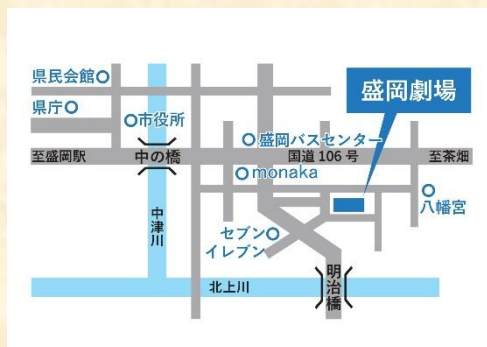 県民会館
県庁
市役所
盛岡劇場
盛岡バスセンター
至盛岡駅
中の橋
国道106号
至茶畑
monaka
八幡宮
中津川
セブン
イレブン
北上川
明治橋